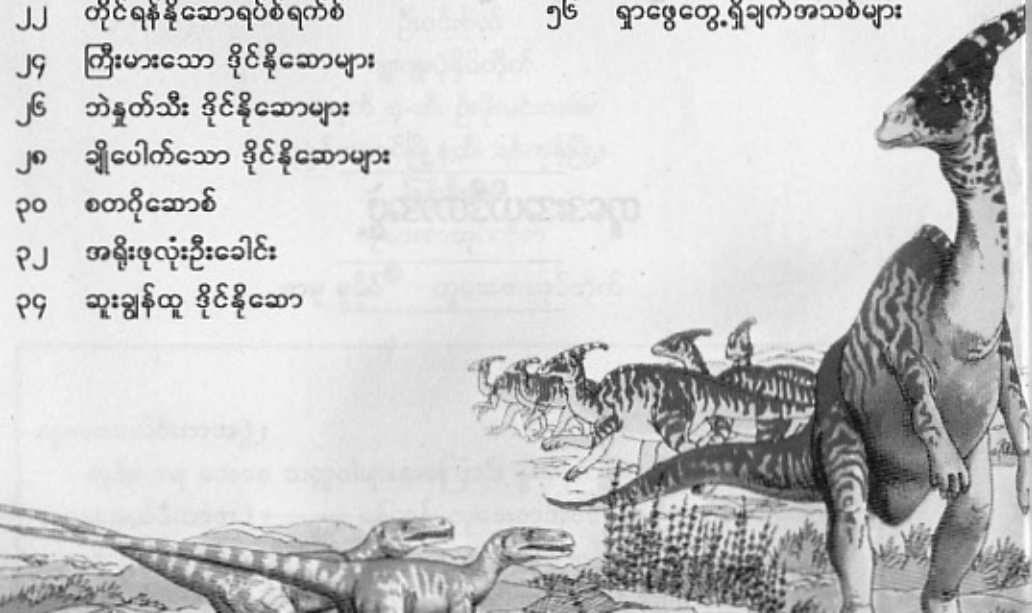 ၂၂ တိုင်ရန်နိုဆောရပ်စ်ရက်စ်
၂၄ ကြီးမားသော ဒိုင်နိုဆောများ
၂၆ ဘဲနှုတ်သီး ဒိုင်နိုဆောများ
၂၈ ချိုပေါက်သော ဒိုင်နိုဆောများ
၃၀ စတဂိုဆောစ်
၃၂ အရိုးဖုလုံးဦးခေါင်း
၃၄ ဆူးချွန်ထူ ဒိုင်နိုဆော
၅၆ ရှာဖွေတွေ့ရှိချက်အသစ်များ